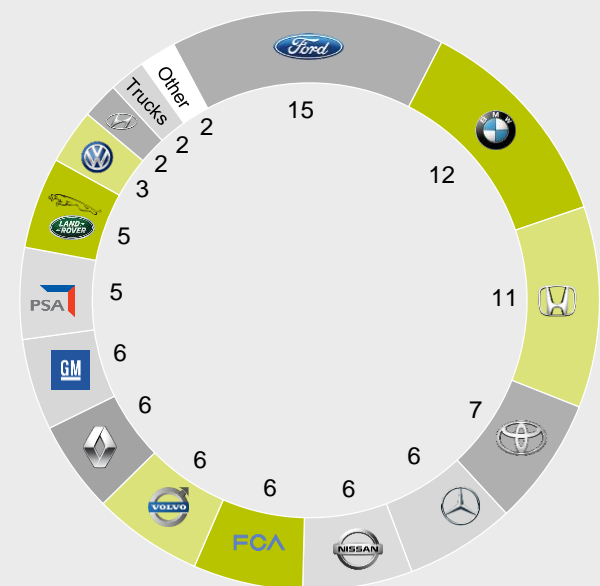 Ford
15
BMW
12
11
7
6
NISSAN
6
FCA
6
VOLVO
6
6
GM
6
PSA
5
LAND-
-ROVER
5
3
2
Trucks
2
Other
2